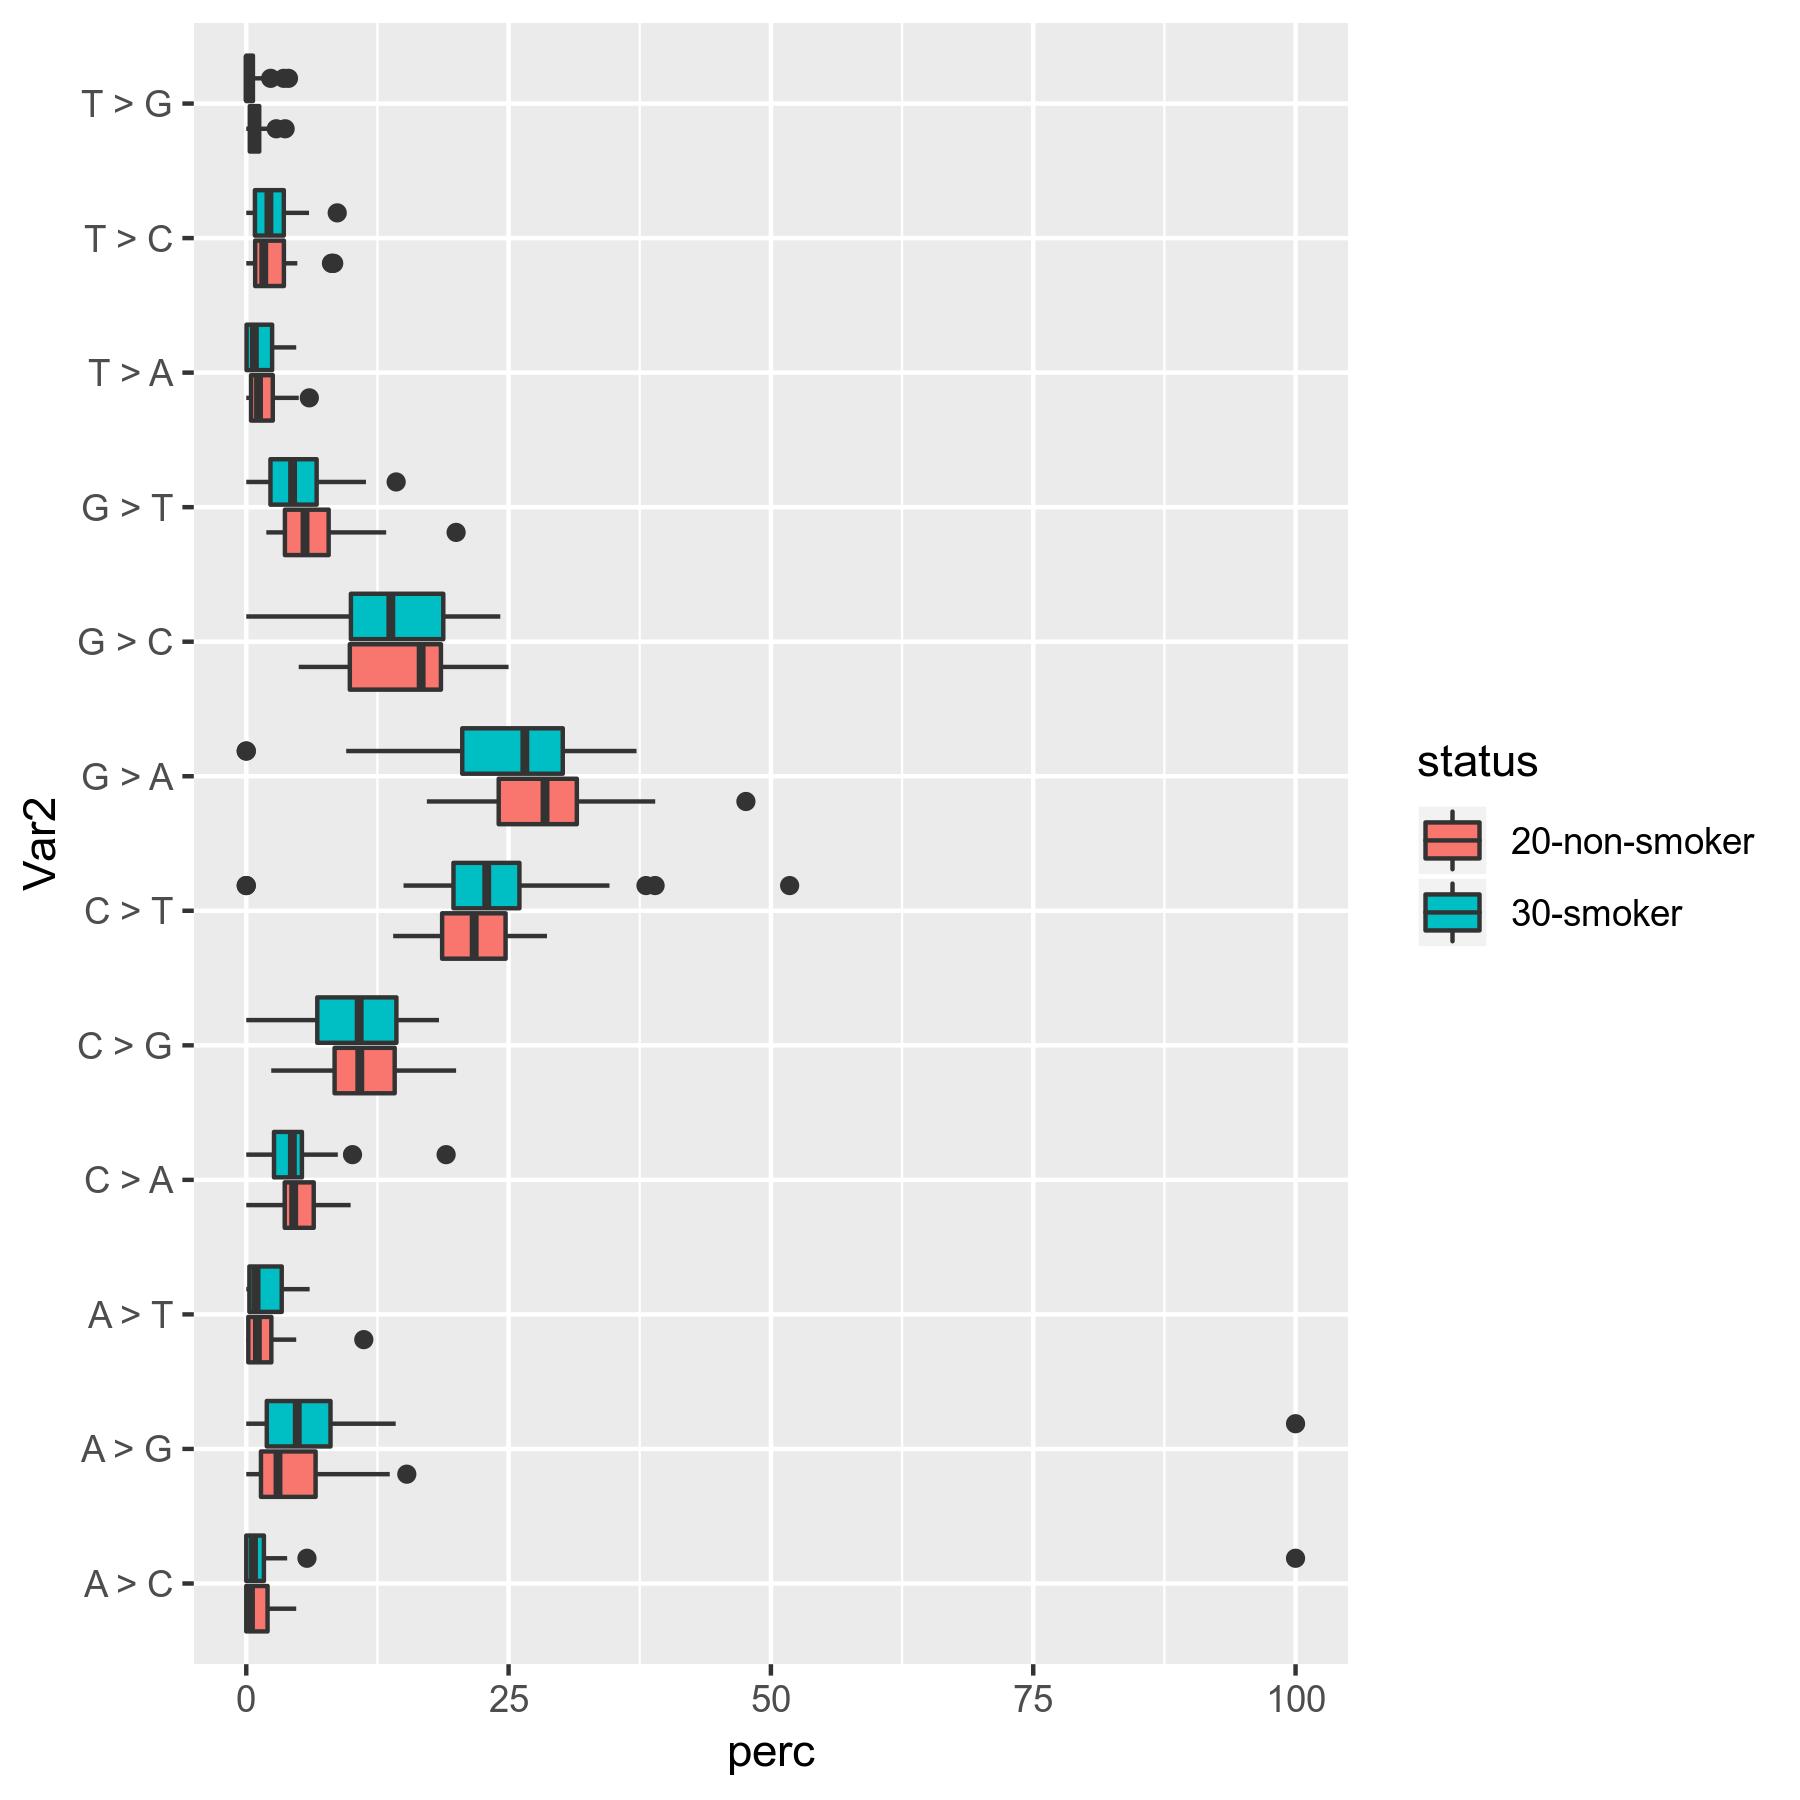 T > G
T > C
T > A
G > T
G > C
G > A
C > T
C > G
C > A
A > T
A > G
A > C
Var2
0 25 50 75 100
perc
status
20-non-smoker
30-smoker